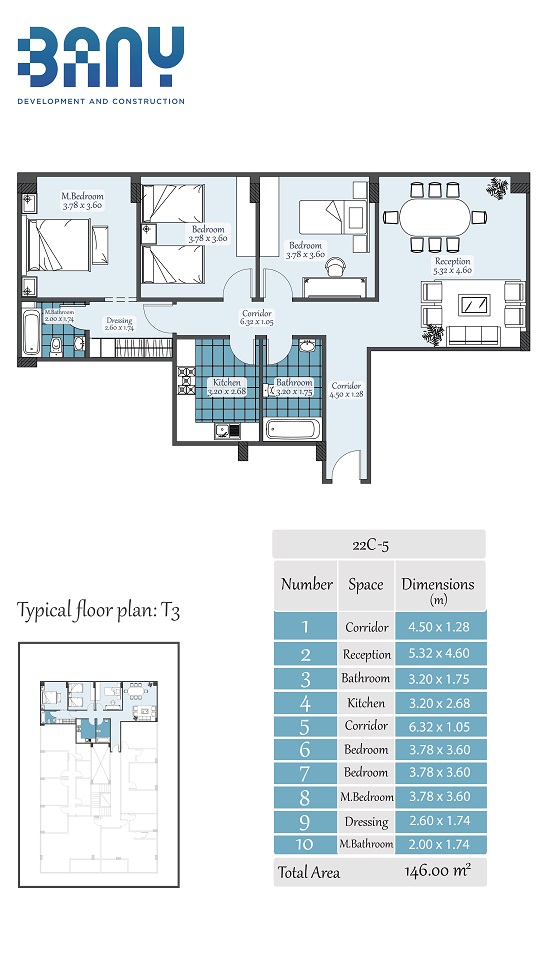 BANY
DEVELOPMENT AND CONSTRUCTION
M.Bedroom
3.78 x 3.60
Bedroom
3.78 x 3.60
Bedroom
3.78 x 3.60
Reception
5.32 x 4.60
M.Bathroom
2.00 x 1.74
Dressing
2.60 x 1.74
Corridor
6.32 x 1.05
Kitchen
3.20 x 2.68
Bathroom
3.20 x 1.75
Corridor
4.50 x 1.28
Typical floor plan: T3
22C-5
Number Space Dimensions (m)
1 Corridor 4.50 x 1.28
2 Reception 5.32 x 4.60
3 Bathroom 3.20 x 1.75
4 Kitchen 3.20 x 2.68
5 Corridor 6.32 x 1.05
6 Bedroom 3.78 x 3.60
7 Bedroom 3.78 x 3.60
8 M.Bedroom 3.78 x 3.60
9 Dressing 2.60 x 1.74
10 M.Bathroom 2.00 x 1.74
Total Area 146.00 m²